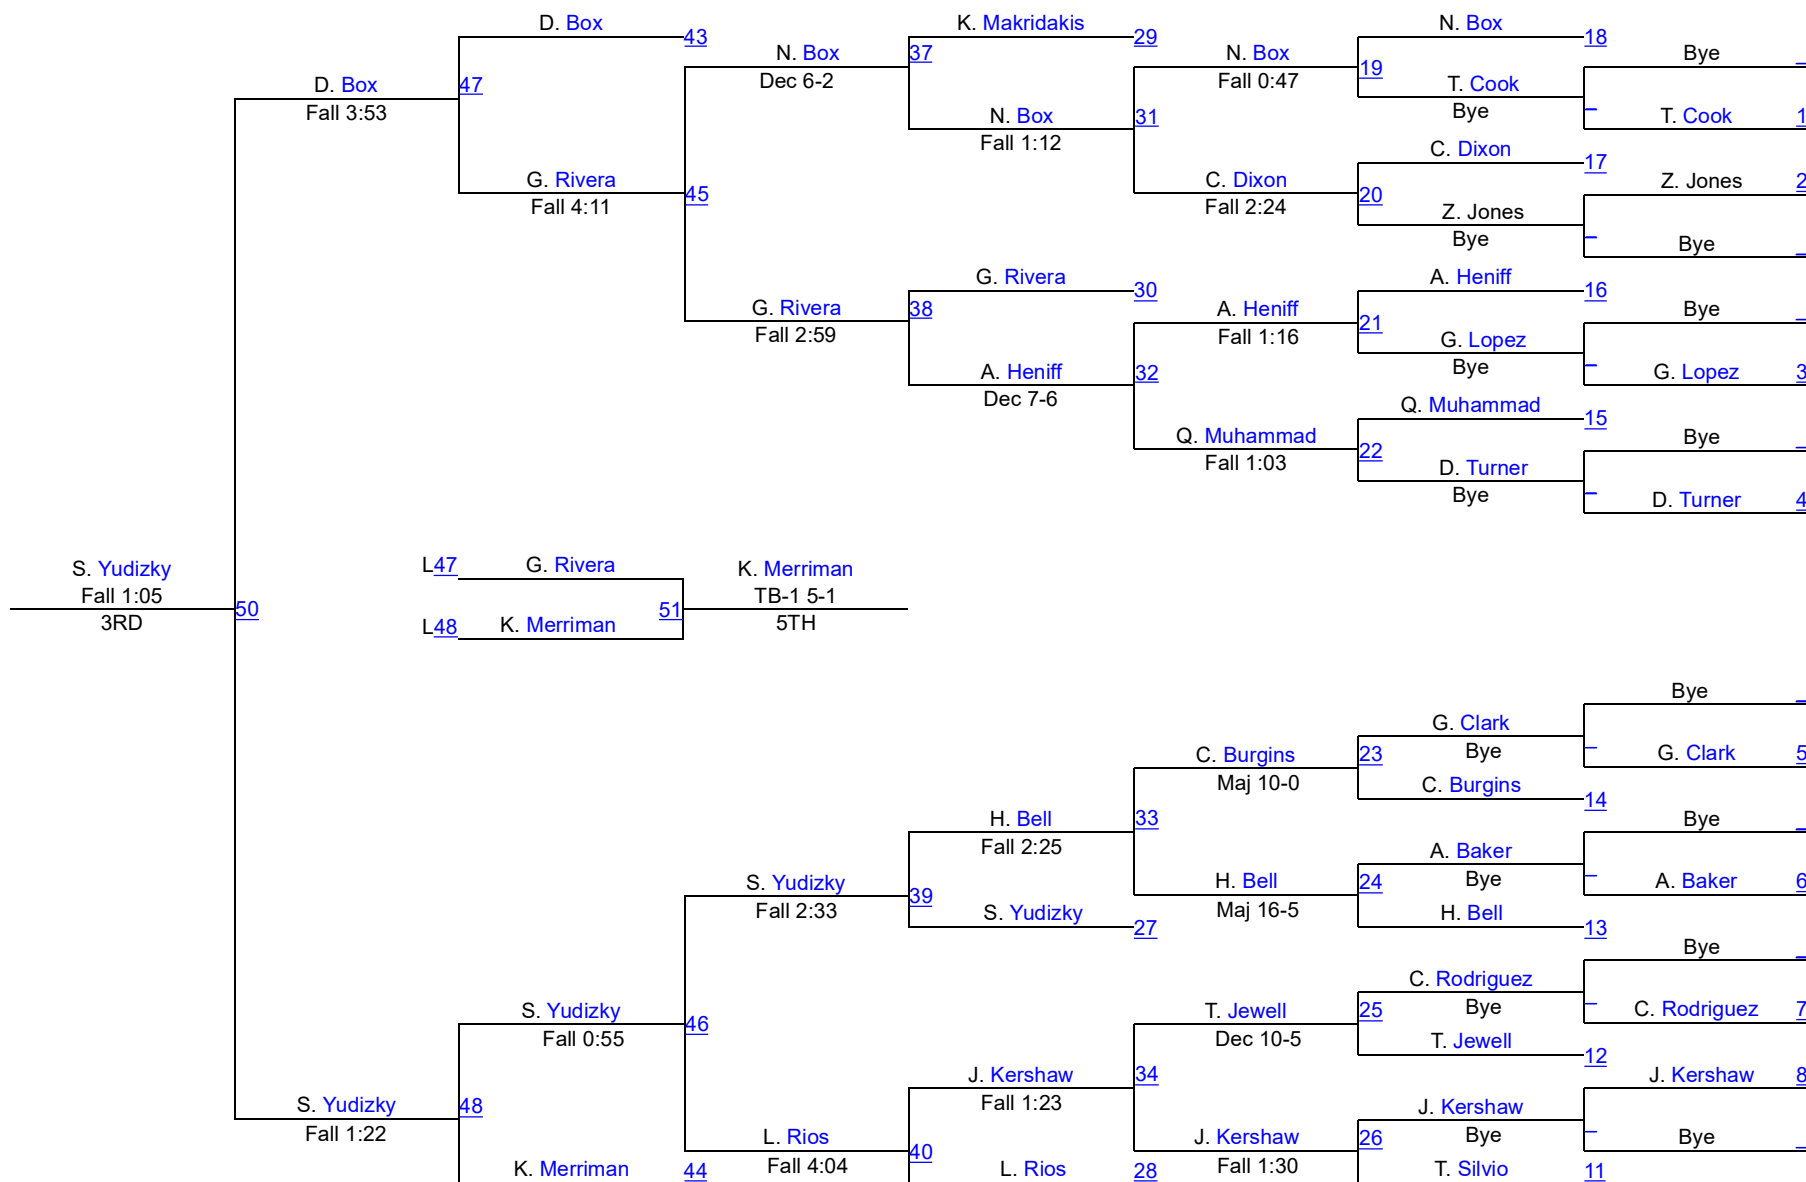 D. Box
43
K. Makridakis
29
N. Box
18
N. Box
Dec 6-2
37
N. Box
Fall 0:47
19
Bye
D. Box
Fall 3:53
47
T. Cook
Bye
N. Box
Fall 1:12
31
T. Cook
1
C. Dixon
17
G. Rivera
Fall 4:11
45
C. Dixon
Fall 2:24
20
Z. Jones
2
Z. Jones
Bye
Bye
G. Rivera
30
A. Heniff
16
G. Rivera
Fall 2:59
38
A. Heniff
Fall 1:16
21
Bye
G. Lopez
Bye
A. Heniff
Dec 7-6
32
G. Lopez
3
Q. Muhammad
15
Q. Muhammad
Fall 1:03
22
Bye
D. Turner
Bye
D. Turner
4
S. Yudizky
Fall 1:05
3RD
50
L47
G. Rivera
K. Merriman
TB-1 5-1
5TH
51
L48
K. Merriman
Bye
G. Clark
Bye
C. Burgins
Maj 10-0
23
G. Clark
5
C. Burgins
14
H. Bell
Fall 2:25
33
Bye
A. Baker
Bye
S. Yudizky
Fall 2:33
39
H. Bell
Maj 16-5
24
A. Baker
6
S. Yudizky
27
H. Bell
13
Bye
C. Rodriguez
Bye
S. Yudizky
Fall 0:55
46
T. Jewell
Dec 10-5
25
C. Rodriguez
7
T. Jewell
12
J. Kershaw
Fall 1:23
34
J. Kershaw
8
S. Yudizky
Fall 1:22
48
J. Kershaw
Bye
L. Rios
Fall 4:04
40
J. Kershaw
Fall 1:30
26
Bye
K. Merriman
44
L. Rios
28
T. Silvio
11